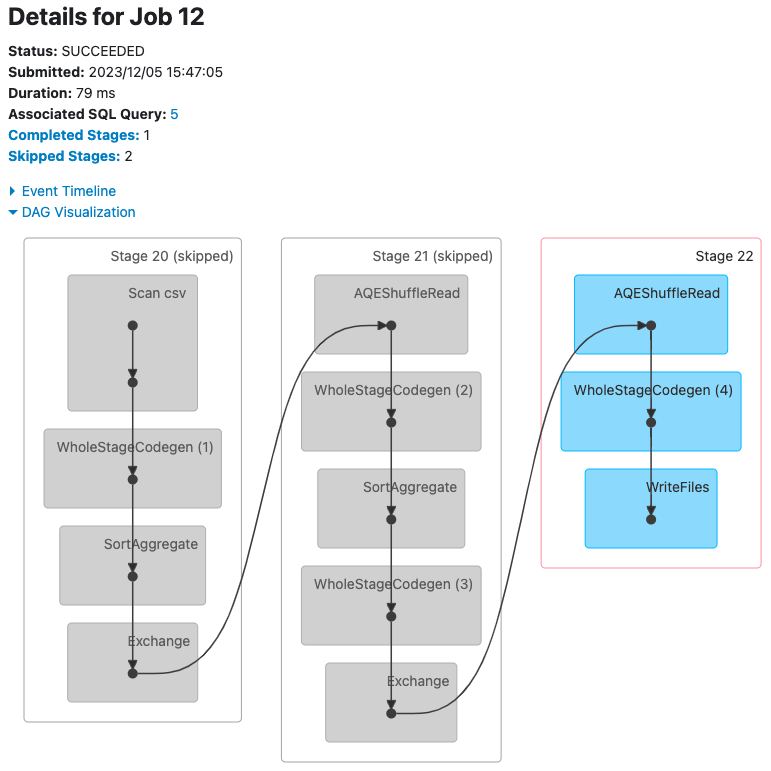 Details for Job 12
Status: SUCCEEDED
Submitted: 2023/12/05 15:47:05
Duration: 79 ms
Associated SQL Query: 5
Completed Stages: 1
Skipped Stages: 2
Event Timeline
DAG Visualization
Stage 20 (skipped)
Scan csv
WholeStageCodegen (1)
SortAggregate
Exchange
Stage 21 (skipped)
AQEShuffleRead
WholeStageCodegen (2)
SortAggregate
WholeStageCodegen (3)
Exchange
Stage 22
AQEShuffleRead
WholeStageCodegen (4)
WriteFiles